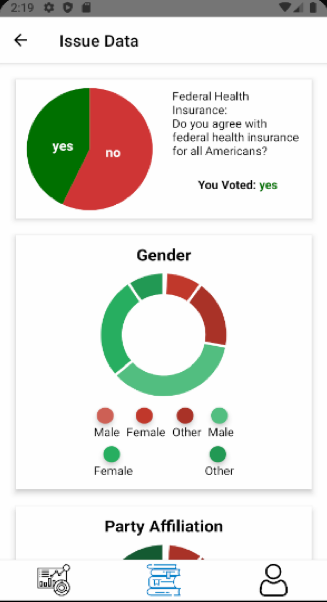 2:19
Issue Data
yes
no
Federal Health
Insurance:
Do you agree with
federal health insurance
for all Americans?
You Voted: yes
Gender
Male Female Other Male
Female Other
Party Affiliation